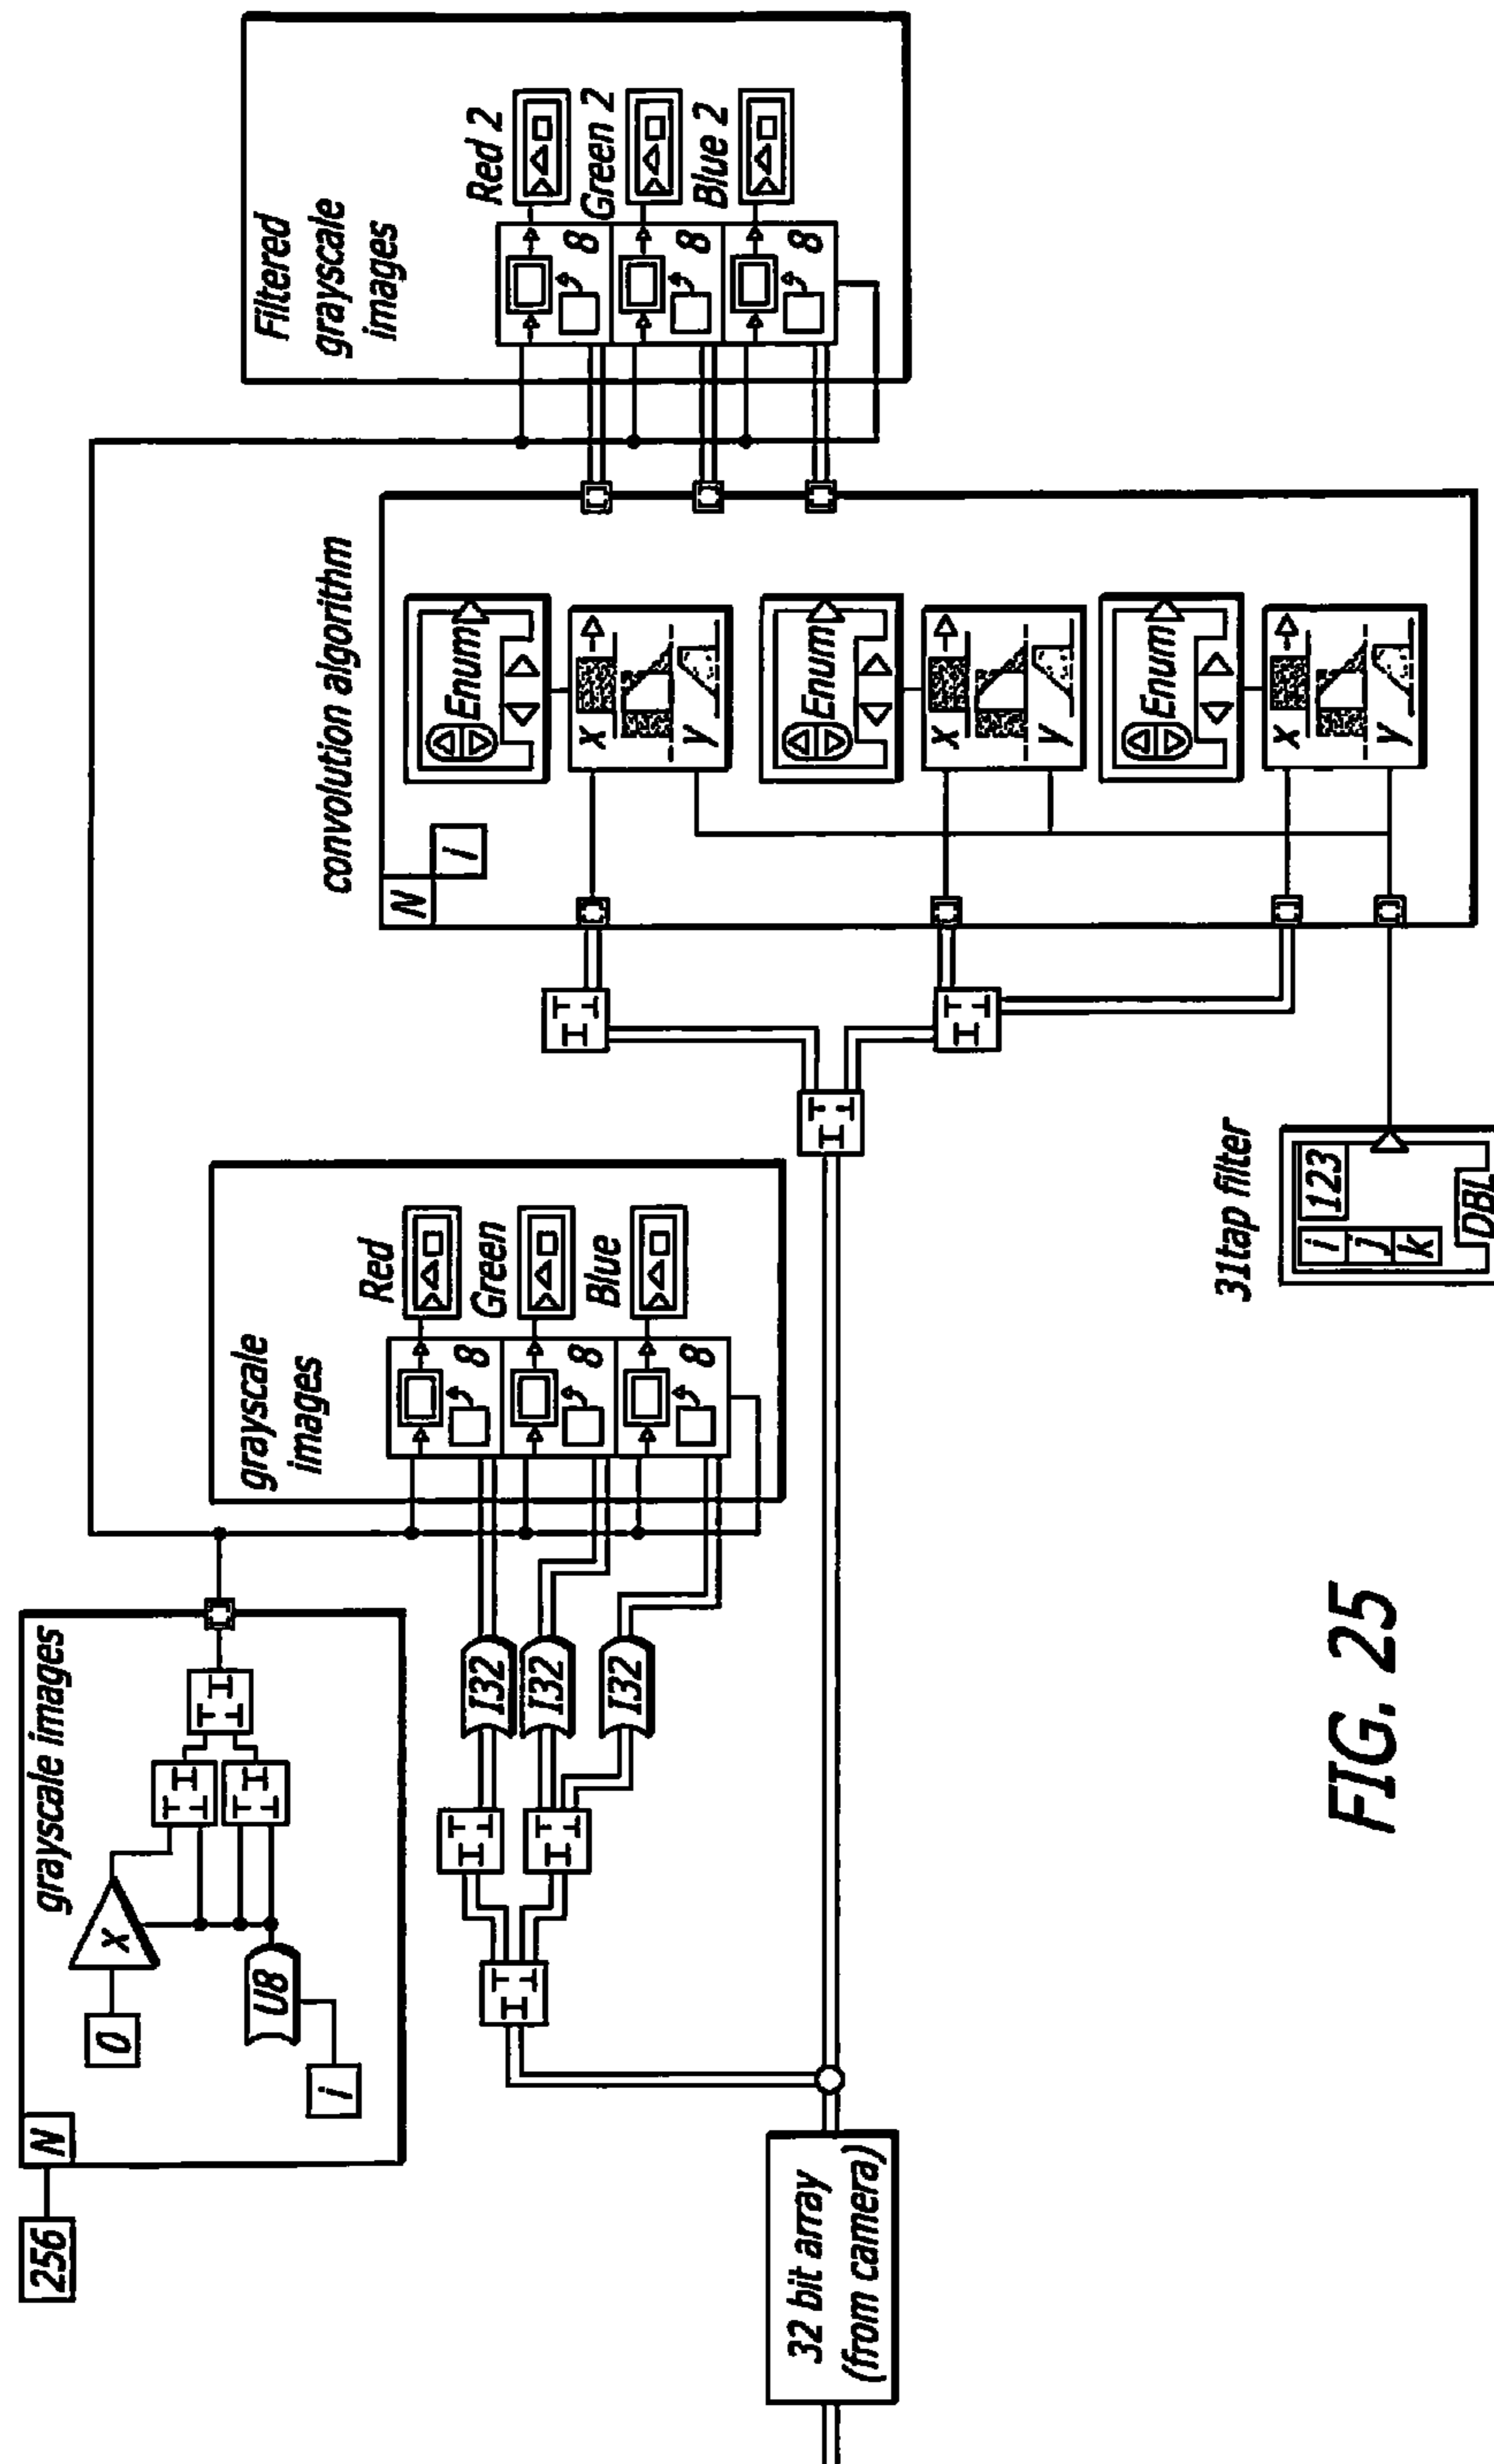 256
N
grayscale images
0
X
U8
i
I32
I32
I32
grayscale
images
Red
Green
Blue
8
8
8
32 bit array
(from camera)
31tap filter
i
j
k
123
DBL
convolution algorithm
N
i
Enum
x
y
Enum
x
y
Enum
x
y
Filtered
grayscale
images
Red 2
Green 2
Blue 2
8
8
8
FIG. 25